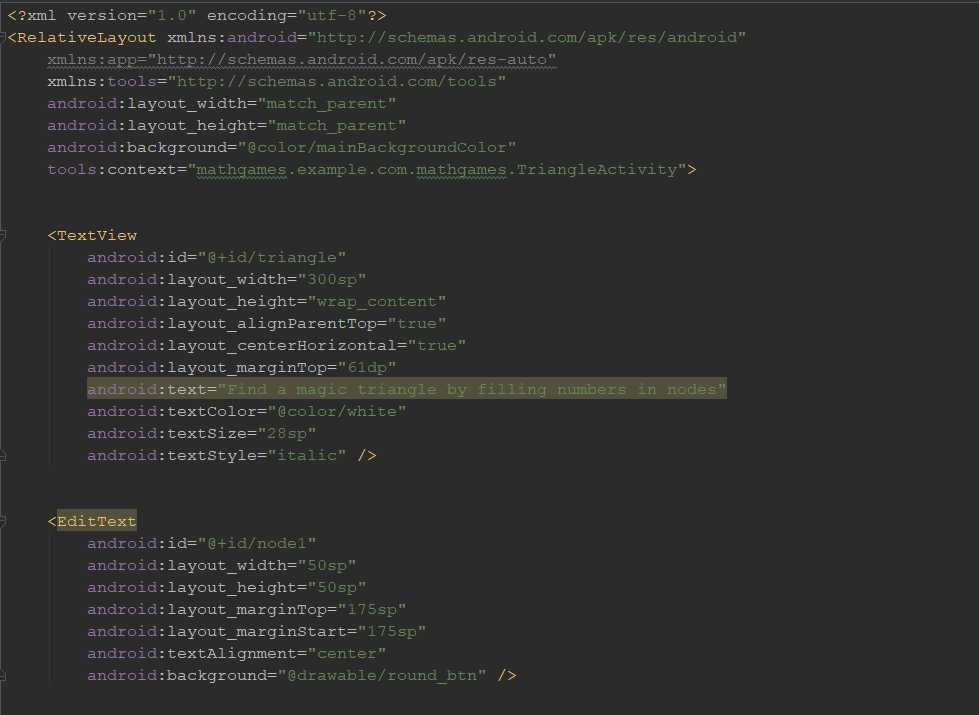 <?xml version="1.0" encoding="utf-8"?>
<RelativeLayout xmlns:android="http://schemas.android.com/apk/res/android"
    xmlns:app="http://schemas.android.com/apk/res-auto"
    xmlns:tools="http://schemas.android.com/tools"
    android:layout_width="match_parent"
    android:layout_height="match_parent"
    android:background="@color/mainBackgroundColor"
    tools:context="mathgames.example.com.mathgames.TriangleActivity">
    <TextView
        android:id="@+id/triangle"
        android:layout_width="300sp"
        android:layout_height="wrap_content"
        android:layout_alignParentTop="true"
        android:layout_centerHorizontal="true"
        android:layout_marginTop="61dp"
        android:text="Find a magic triangle by filling numbers in nodes"
        android:textColor="@color/white"
        android:textSize="28sp"
        android:textStyle="italic" />
    <EditText
        android:id="@+id/node1"
        android:layout_width="50sp"
        android:layout_height="50sp"
        android:layout_marginTop="175sp"
        android:layout_marginStart="175sp"
        android:textAlignment="center"
        android:background="@drawable/round_btn" />